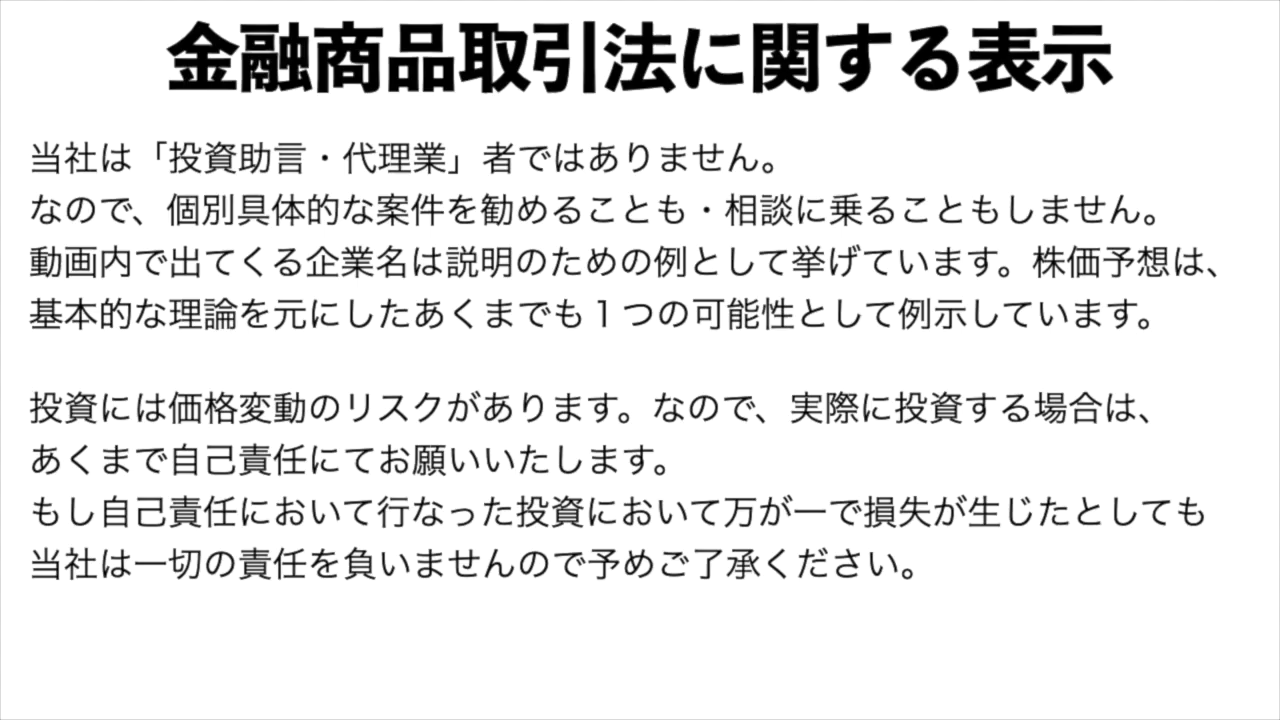 金融商品取引法に関する表示
当社は「投資助言・代理業」者ではありません。
なので、個別具体的な案件を勧めることも・相談に乗ることもしません。
動画内で出てくる企業名は説明のための例として挙げています。株価予想は、
基本的な理論を元にしたあくまでも１つの可能性として例示しています。
投資には価格変動のリスクがあります。なので、実際に投資する場合は、
あくまで自己責任にてお願いいたします。
もし自己責任において行なった投資において万が一で損失が生じたとしても
当社は一切の責任を負いませんので予めご了承ください。